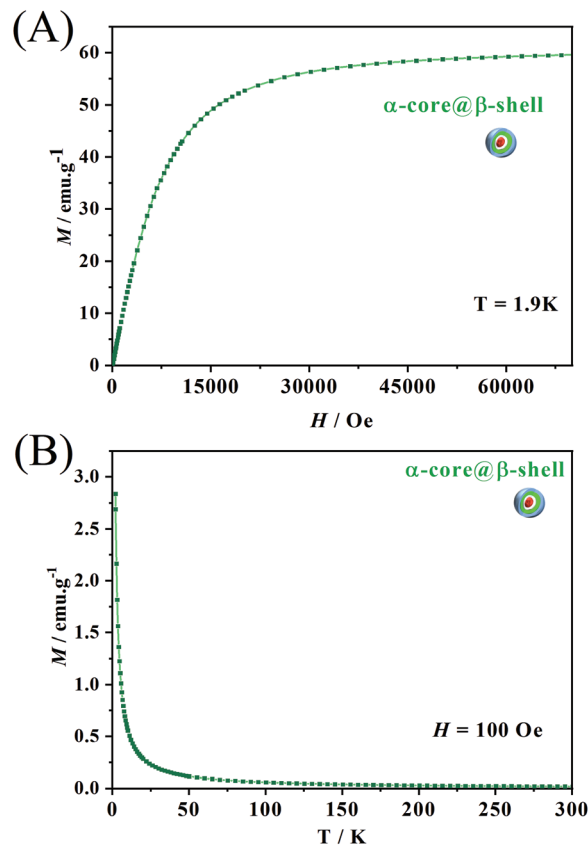 (A)
60
50
40
30
20
10
0
M / emu.g-1
α-core@β-shell
T = 1.9K
0 15000 30000 45000 60000
H / Oe
(B)
3.0
2.5
2.0
1.5
1.0
0.5
0.0
M / emu.g-1
α-core@β-shell
H = 100 Oe
0 50 100 150 200 250 300
T / K